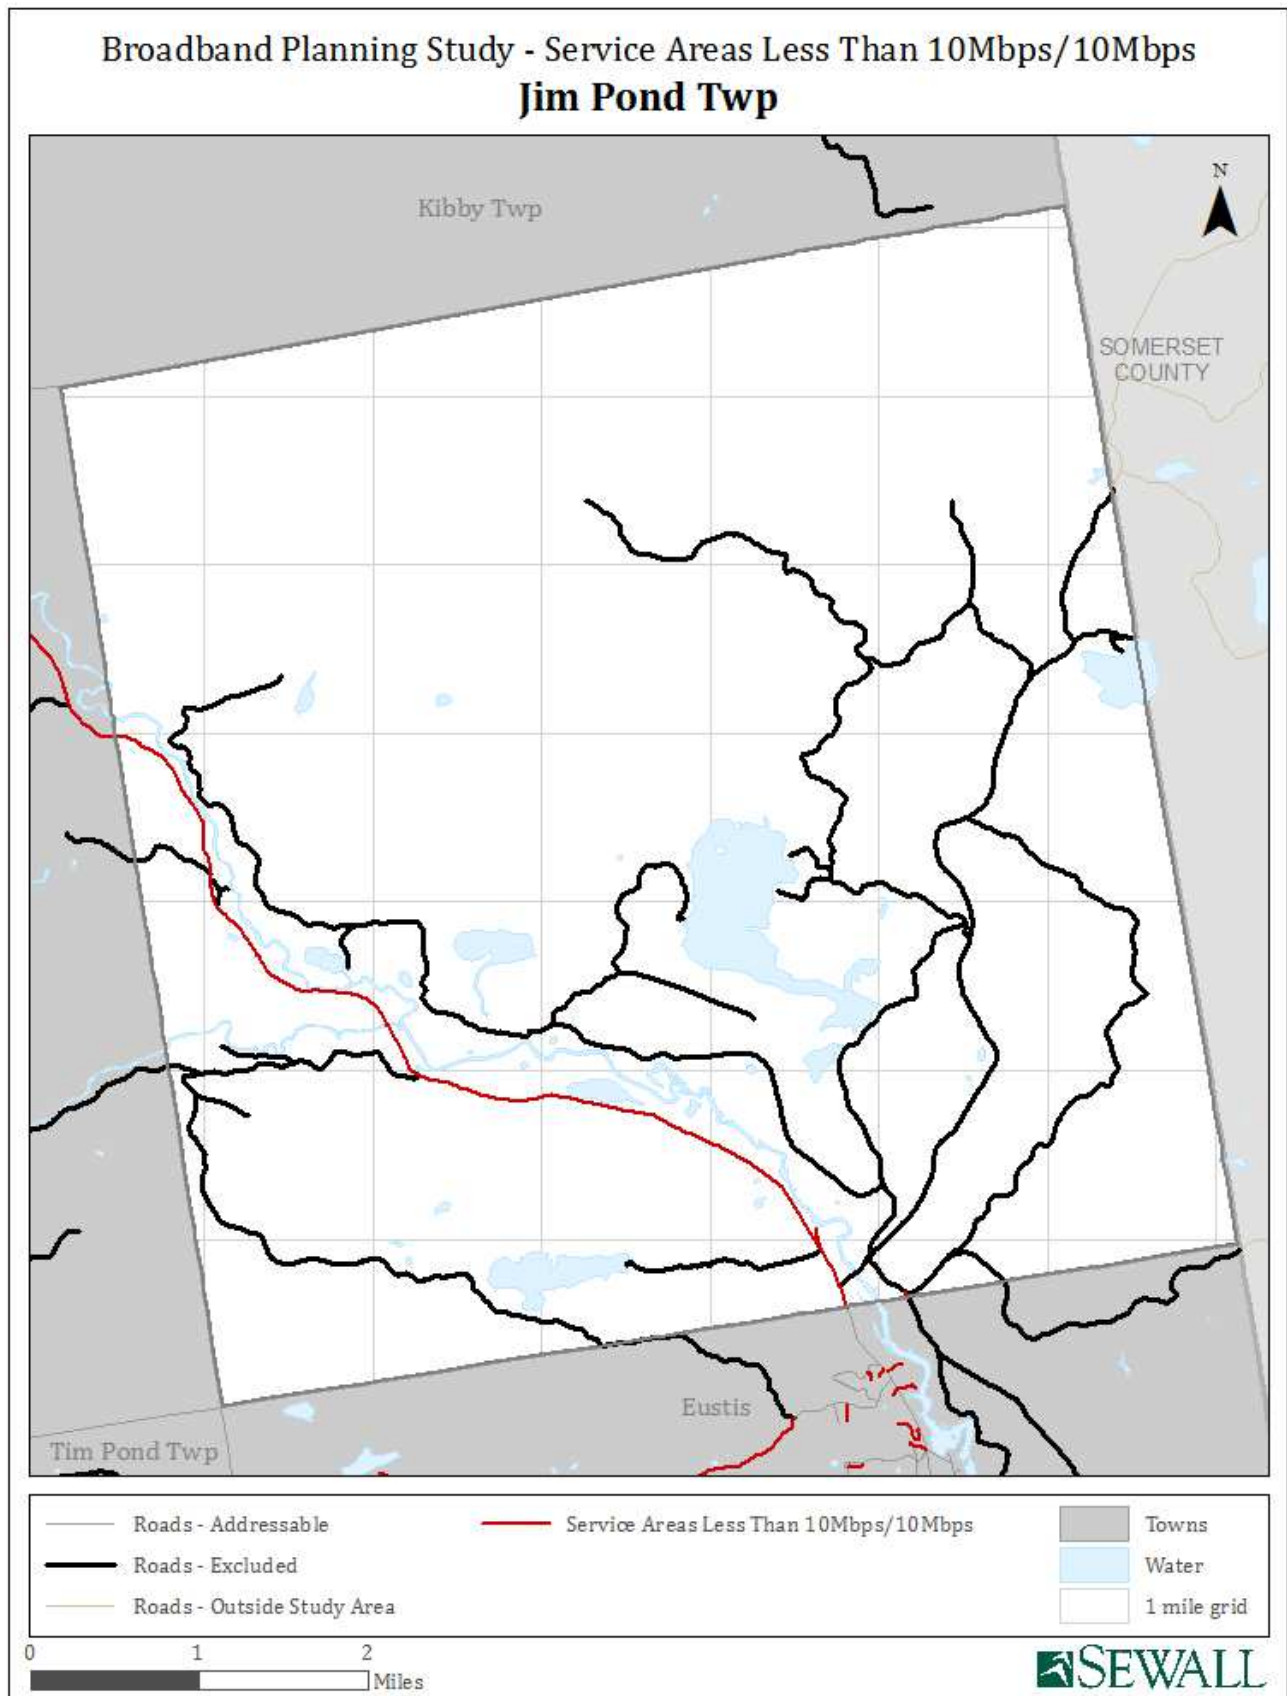 Broadband Planning Study - Service Areas Less Than 10Mbps/10Mbps
Jim Pond Twp
Kibby Twp
N
SOMERSET
COUNTY
Eustis
Tim Pond Twp
Roads - Addressable
Service Areas Less Than 10Mbps/10Mbps
Towns
Roads - Excluded
Water
Roads - Outside Study Area
1 mile grid
0 1 2
Miles
SEWALL